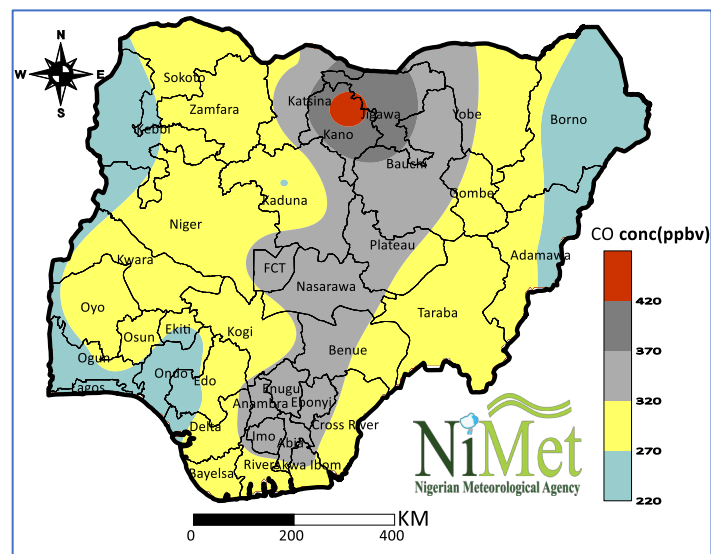 N
W E
S
Sokoto
Katsina
Zamfara
Jigawa
Yobe
Borno
Kebbi
Kano
Bauchi
Kaduna
Gombe
Niger
Plateau
Adamawa
CO conc(ppbv)
Kwara
FCT
Nasarawa
420
370
320
270
220
Oyo
Taraba
Osun
Ekiti
Kogi
Ogun
Benue
Ondo
Edo
Lagos
Enugu
Anambra
Ebonyi
Delta
Imo
Abia
Cross River
Bayelsa
Rivers
Akwa Ibom
NiMet
Nigerian Meteorological Agency
KM
0 200 400